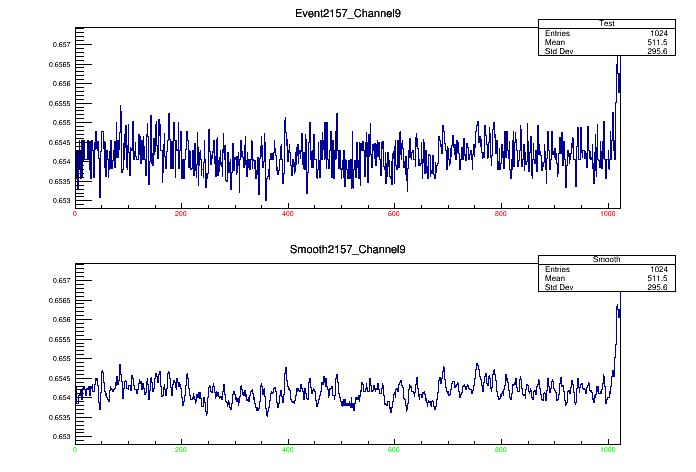 Event2157_Channel9
Test
Entries 1024
Mean 511.5
Std Dev 295.6
0.657
0.6565
0.656
0.6555
0.655
0.6545
0.654
0.6535
0.653
0 200 400 600 800 1000
Smooth2157_Channel9
Smooth
Entries 1024
Mean 511.5
Std Dev 295.6
0.657
0.6565
0.656
0.6555
0.655
0.6545
0.654
0.6535
0.653
0 200 400 600 800 1000